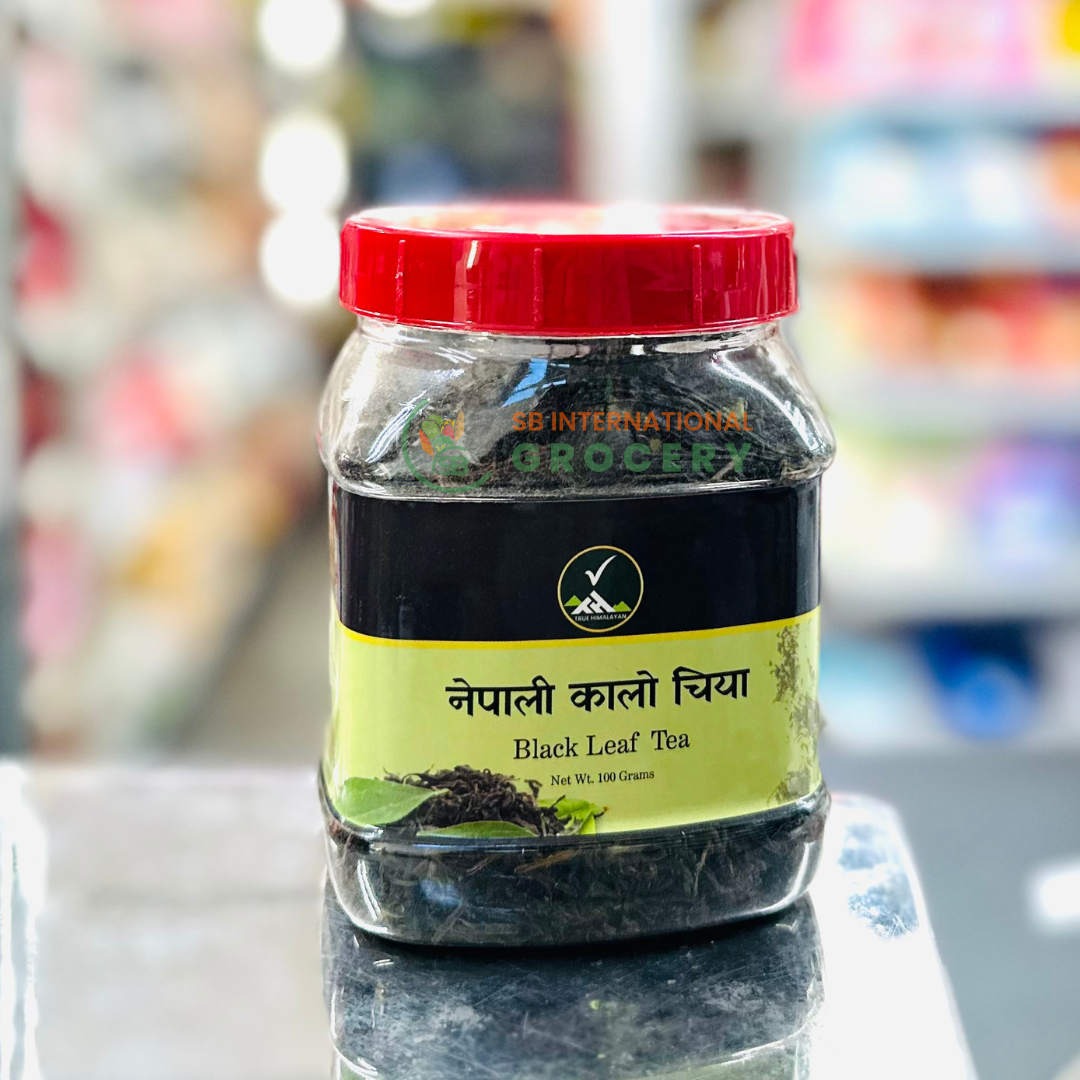 SB INTERNATIONAL
GROCERY
TRUE HIMALAYAN
नेपाली कालो चिया
Black Leaf Tea
Net Wt. 100 Grams